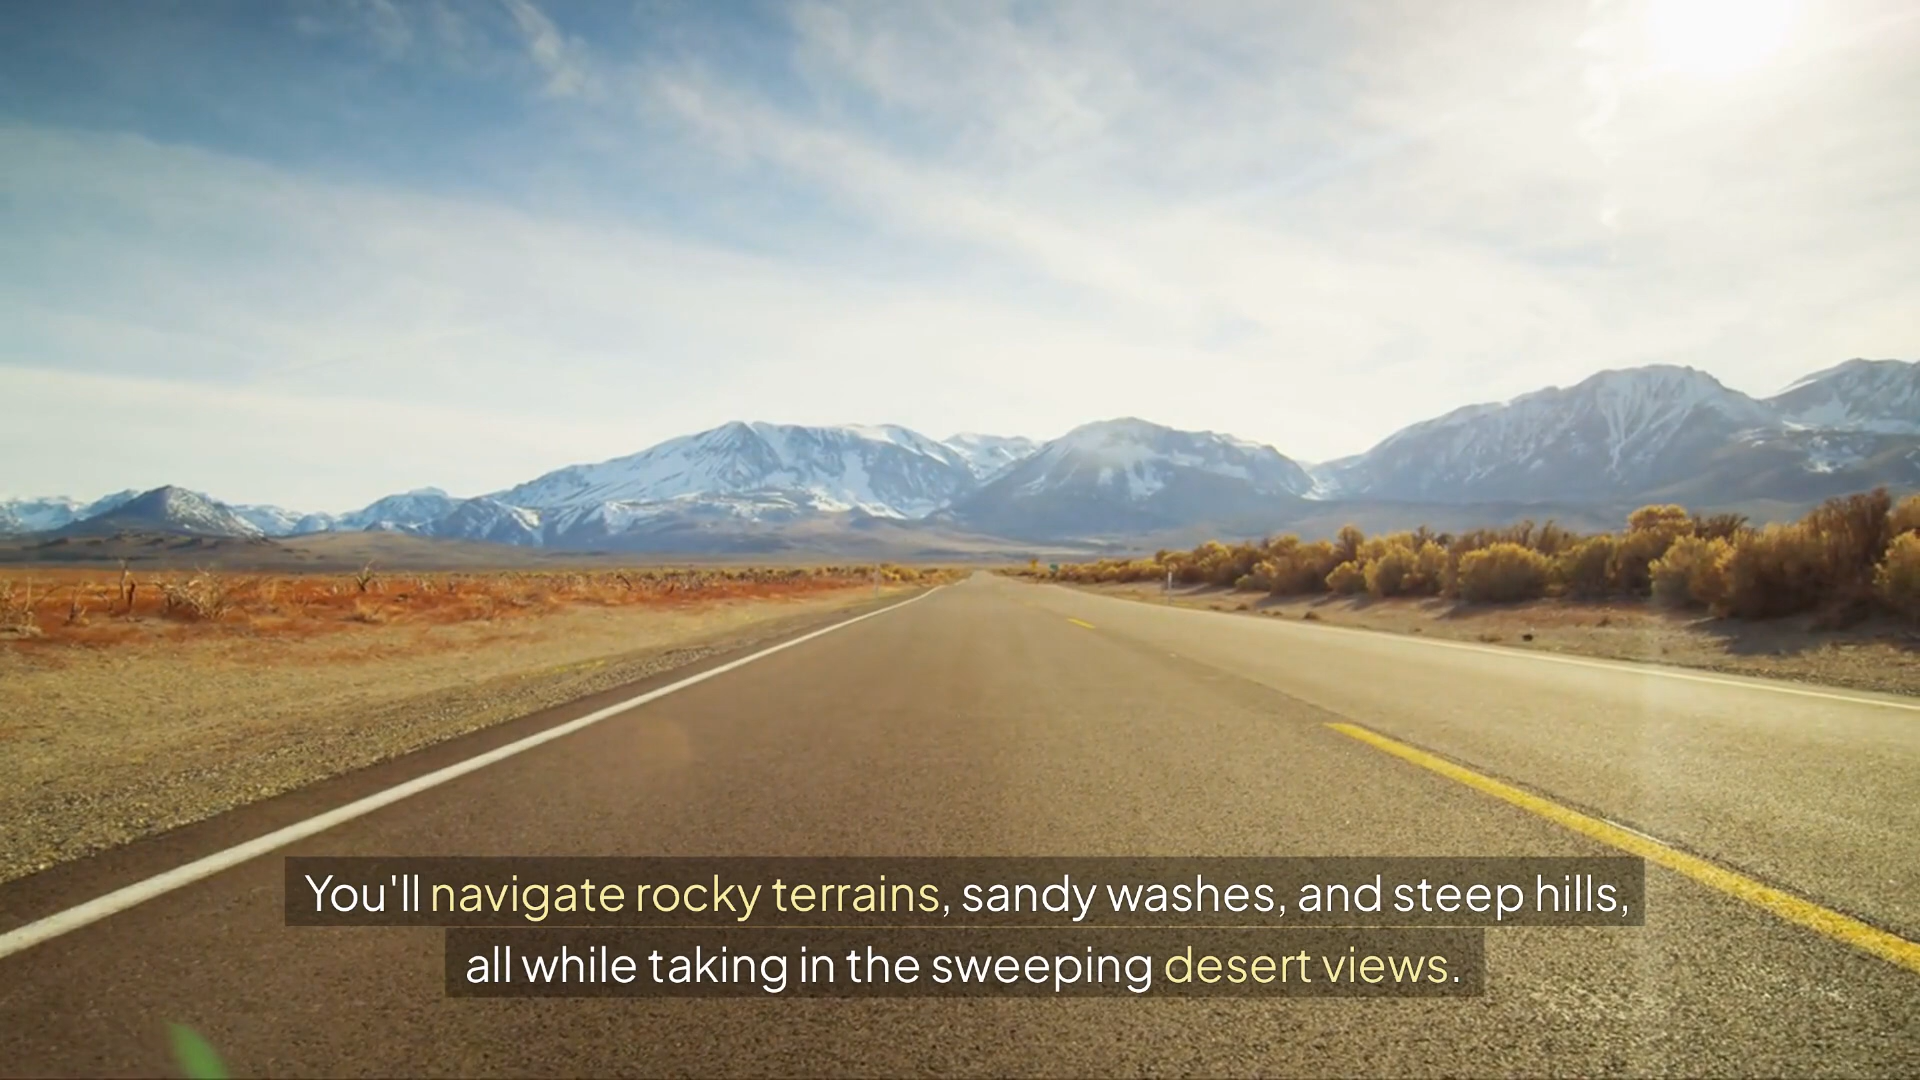 You'll navigate rocky terrains, sandy washes, and steep hills,
all while taking in the sweeping desert views.